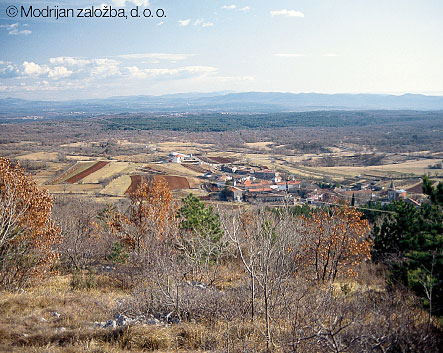 ©Modrijan založba, d. o. o.